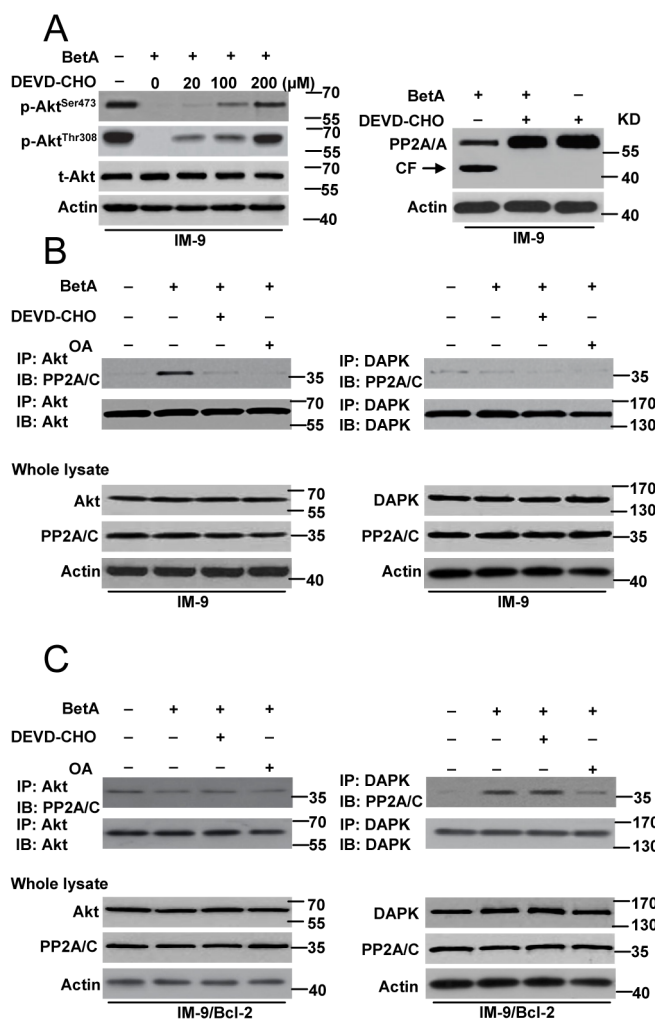 A
BetA – + + + +
DEVD-CHO – 0 20 100 200 (μM)
p-AktSer473 70 55
p-AktThr308 70 55
t-Akt 70 55
Actin 40
IM-9
BetA + + –
DEVD-CHO – + + KD
PP2A/A 55
CF 40
Actin 40
IM-9
B
BetA – + + +
DEVD-CHO – – + –
OA – – – +
IP: Akt
IB: PP2A/C 35
IP: Akt 70
IB: Akt 55
Whole lysate
Akt 70 55
PP2A/C 35
Actin 40
IM-9
– + + +
– – + –
– – – +
IP: DAPK
IB: PP2A/C 35
IP: DAPK 170
IB: DAPK 130
DAPK 170 130
PP2A/C 35
Actin 40
IM-9
C
BetA – + + +
DEVD-CHO – – + –
OA – – – +
IP: Akt
IB: PP2A/C 35
IP: Akt 70
IB: Akt 55
Whole lysate
Akt 70 55
PP2A/C 35
Actin 40
IM-9/Bcl-2
– + + +
– – + –
– – – +
IP: DAPK
IB: PP2A/C 35
IP: DAPK 170
IB: DAPK 130
DAPK 170 130
PP2A/C 35
Actin 40
IM-9/Bcl-2